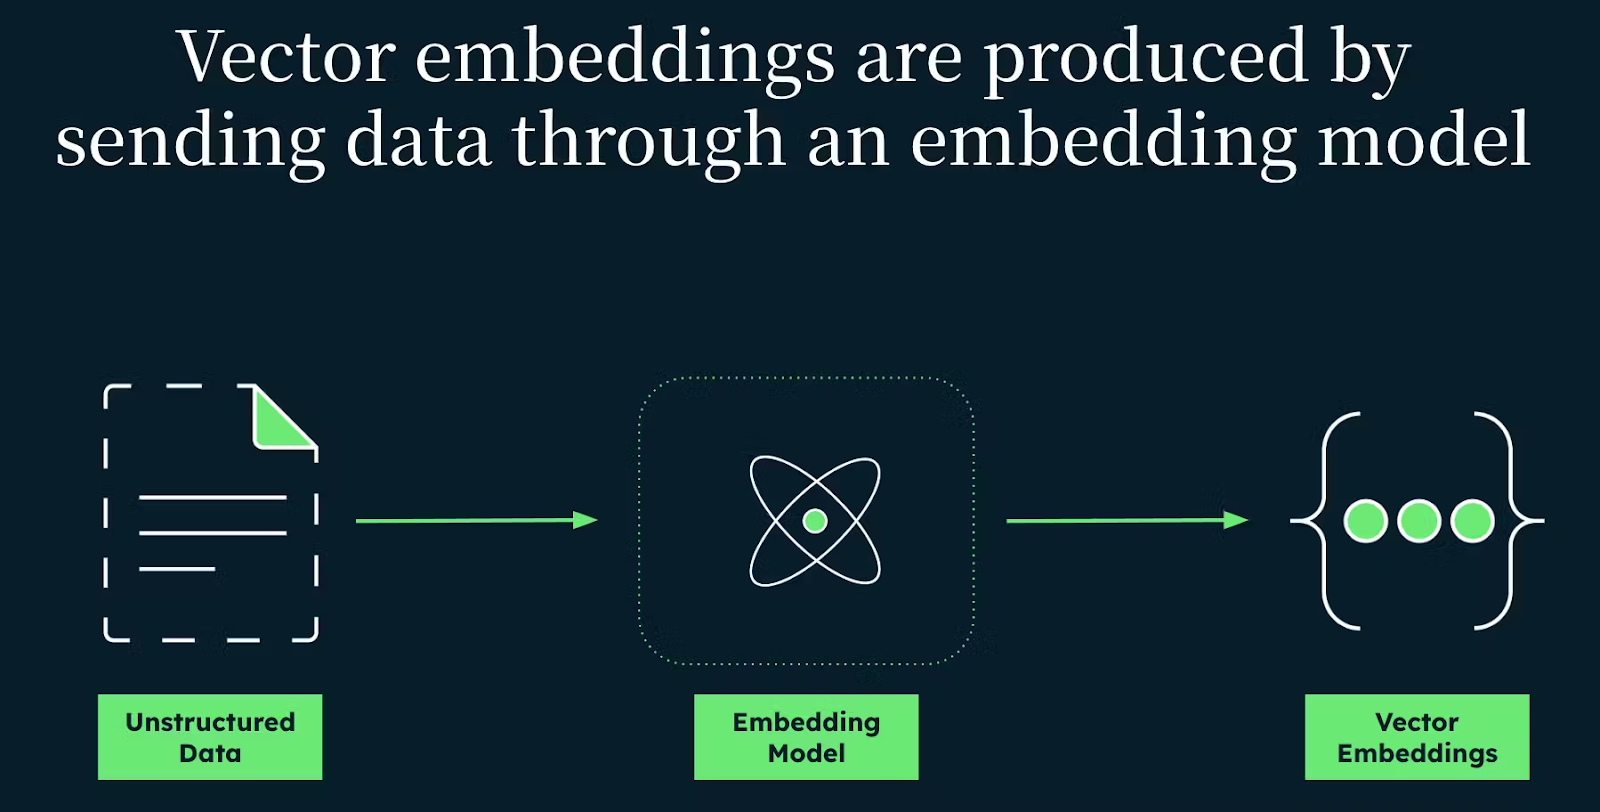 Vector embeddings are produced by
sending data through an embedding model
Unstructured
Data
Embedding
Model
Vector
Embeddings